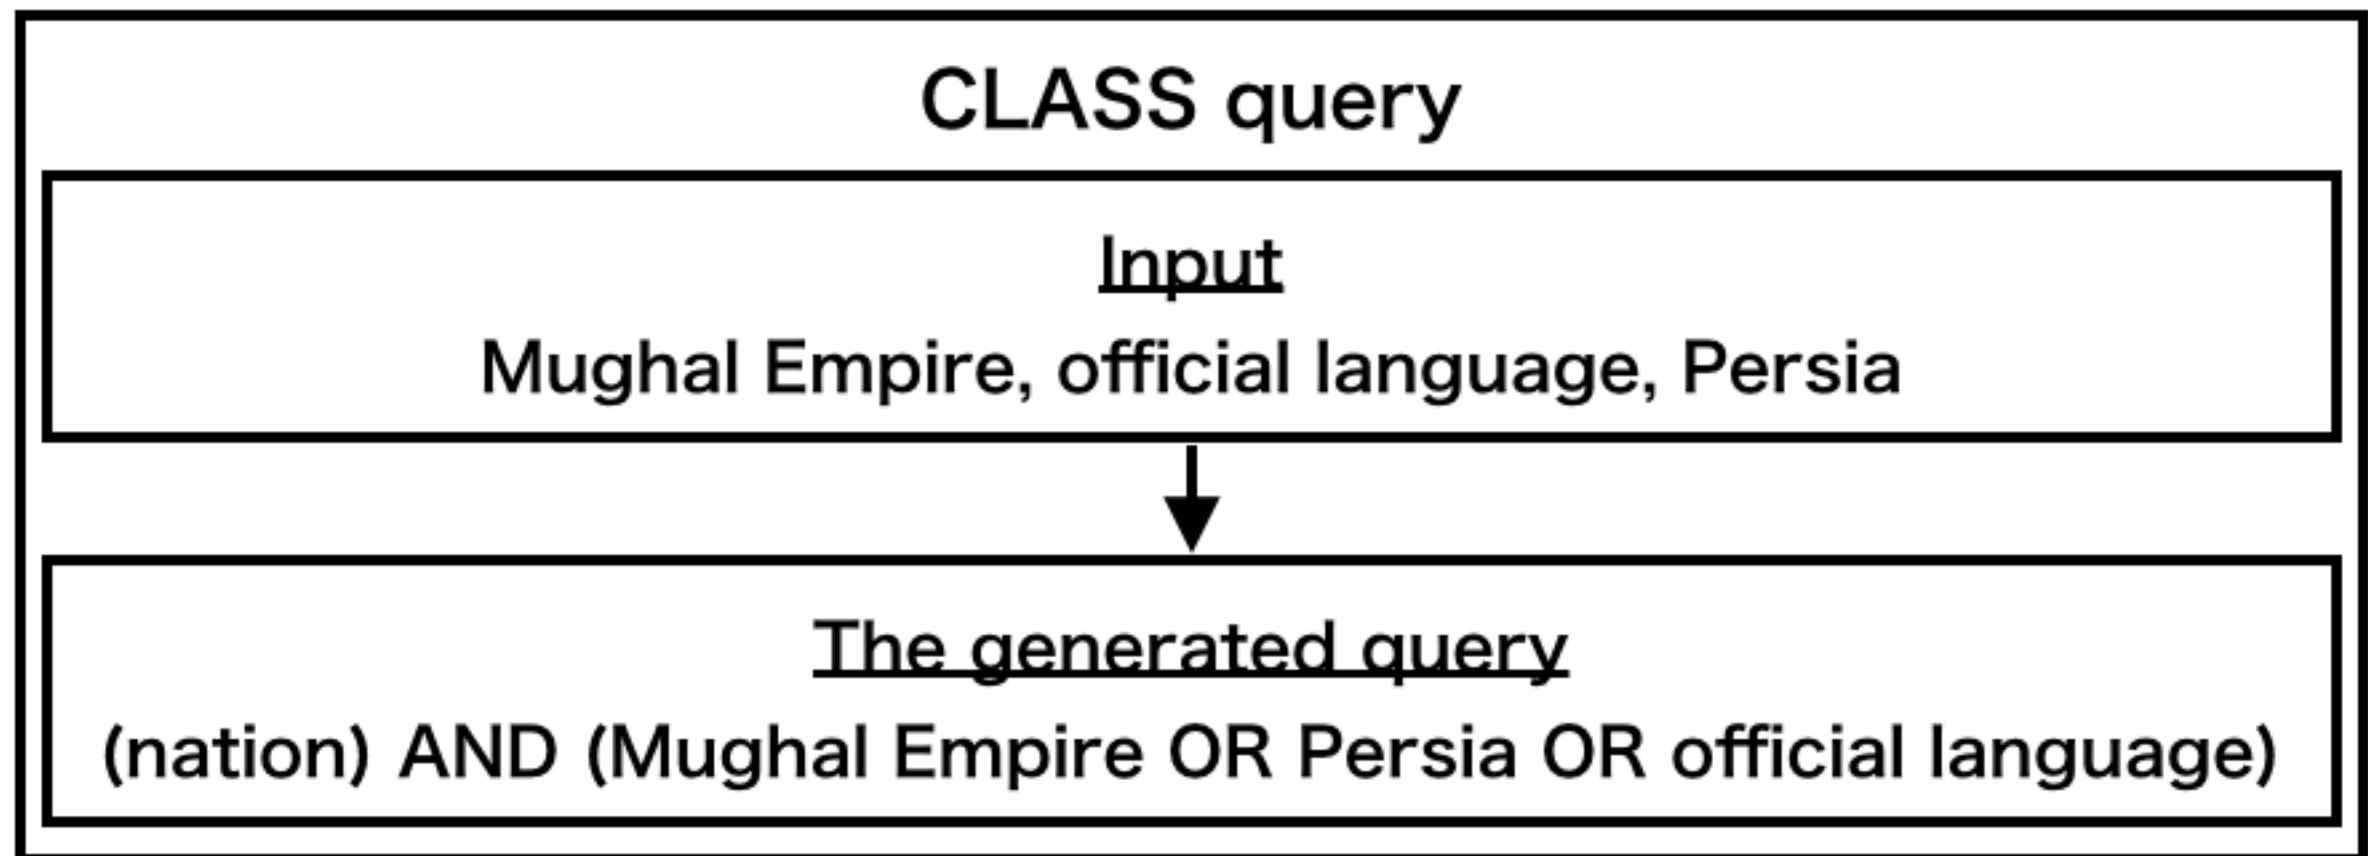 CLASS query
Input
Mughal Empire, official language, Persia
The generated query
(nation) AND (Mughal Empire OR Persia OR official language)